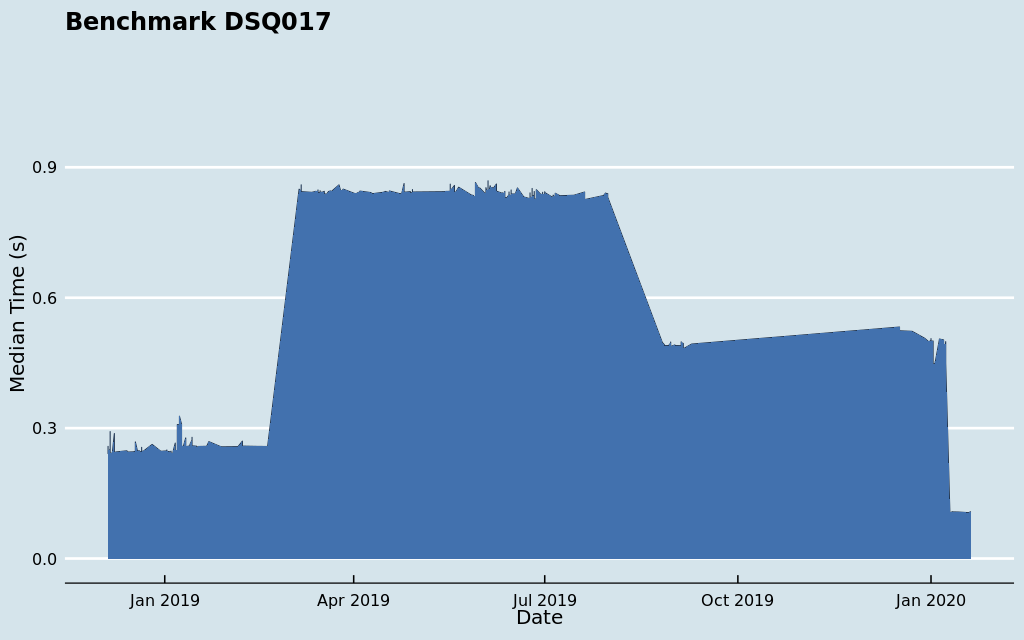 Benchmark DSQ017
0.9
0.6
0.3
0.0
Median Time (s)
Jan 2019
Apr 2019
Jul 2019
Oct 2019
Jan 2020
Date